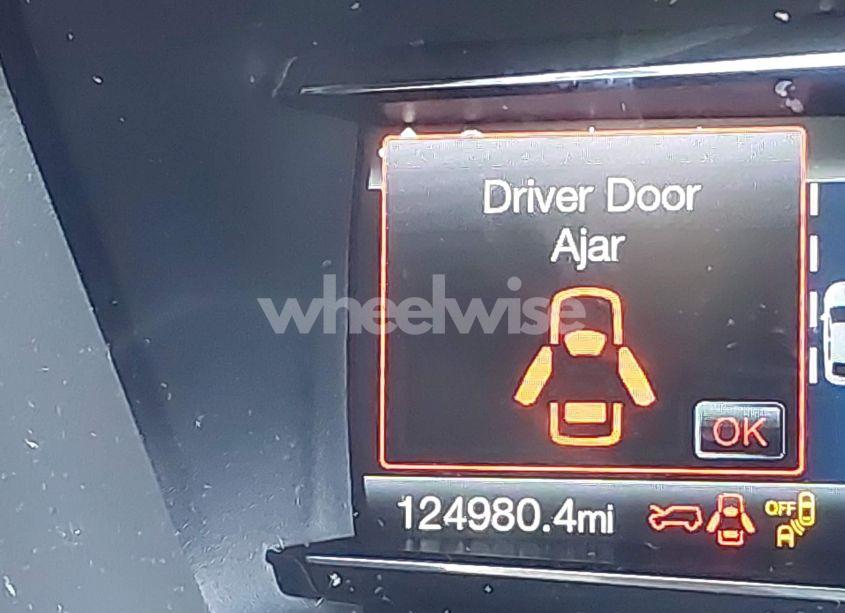 Driver Door
Ajar
wheelwise
OK
124980.4mi
OFF
A